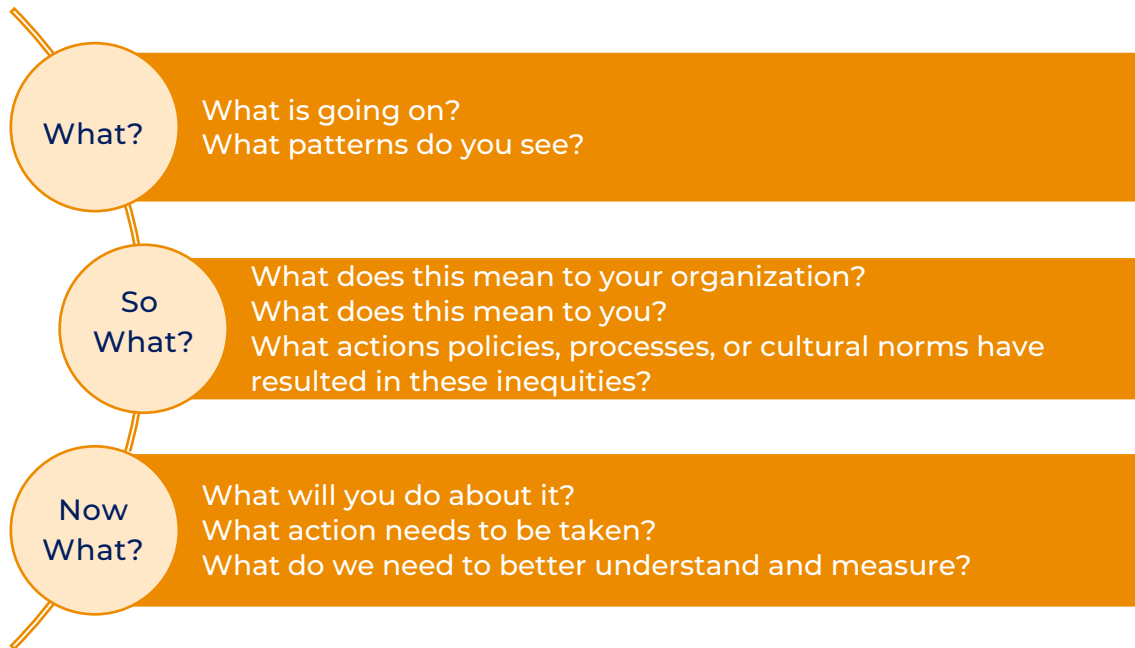 What?
What is going on?
What patterns do you see?
So
What?
What does this mean to your organization?
What does this mean to you?
What actions policies, processes, or cultural norms have
resulted in these inequities?
Now
What?
What will you do about it?
What action needs to be taken?
What do we need to better understand and measure?